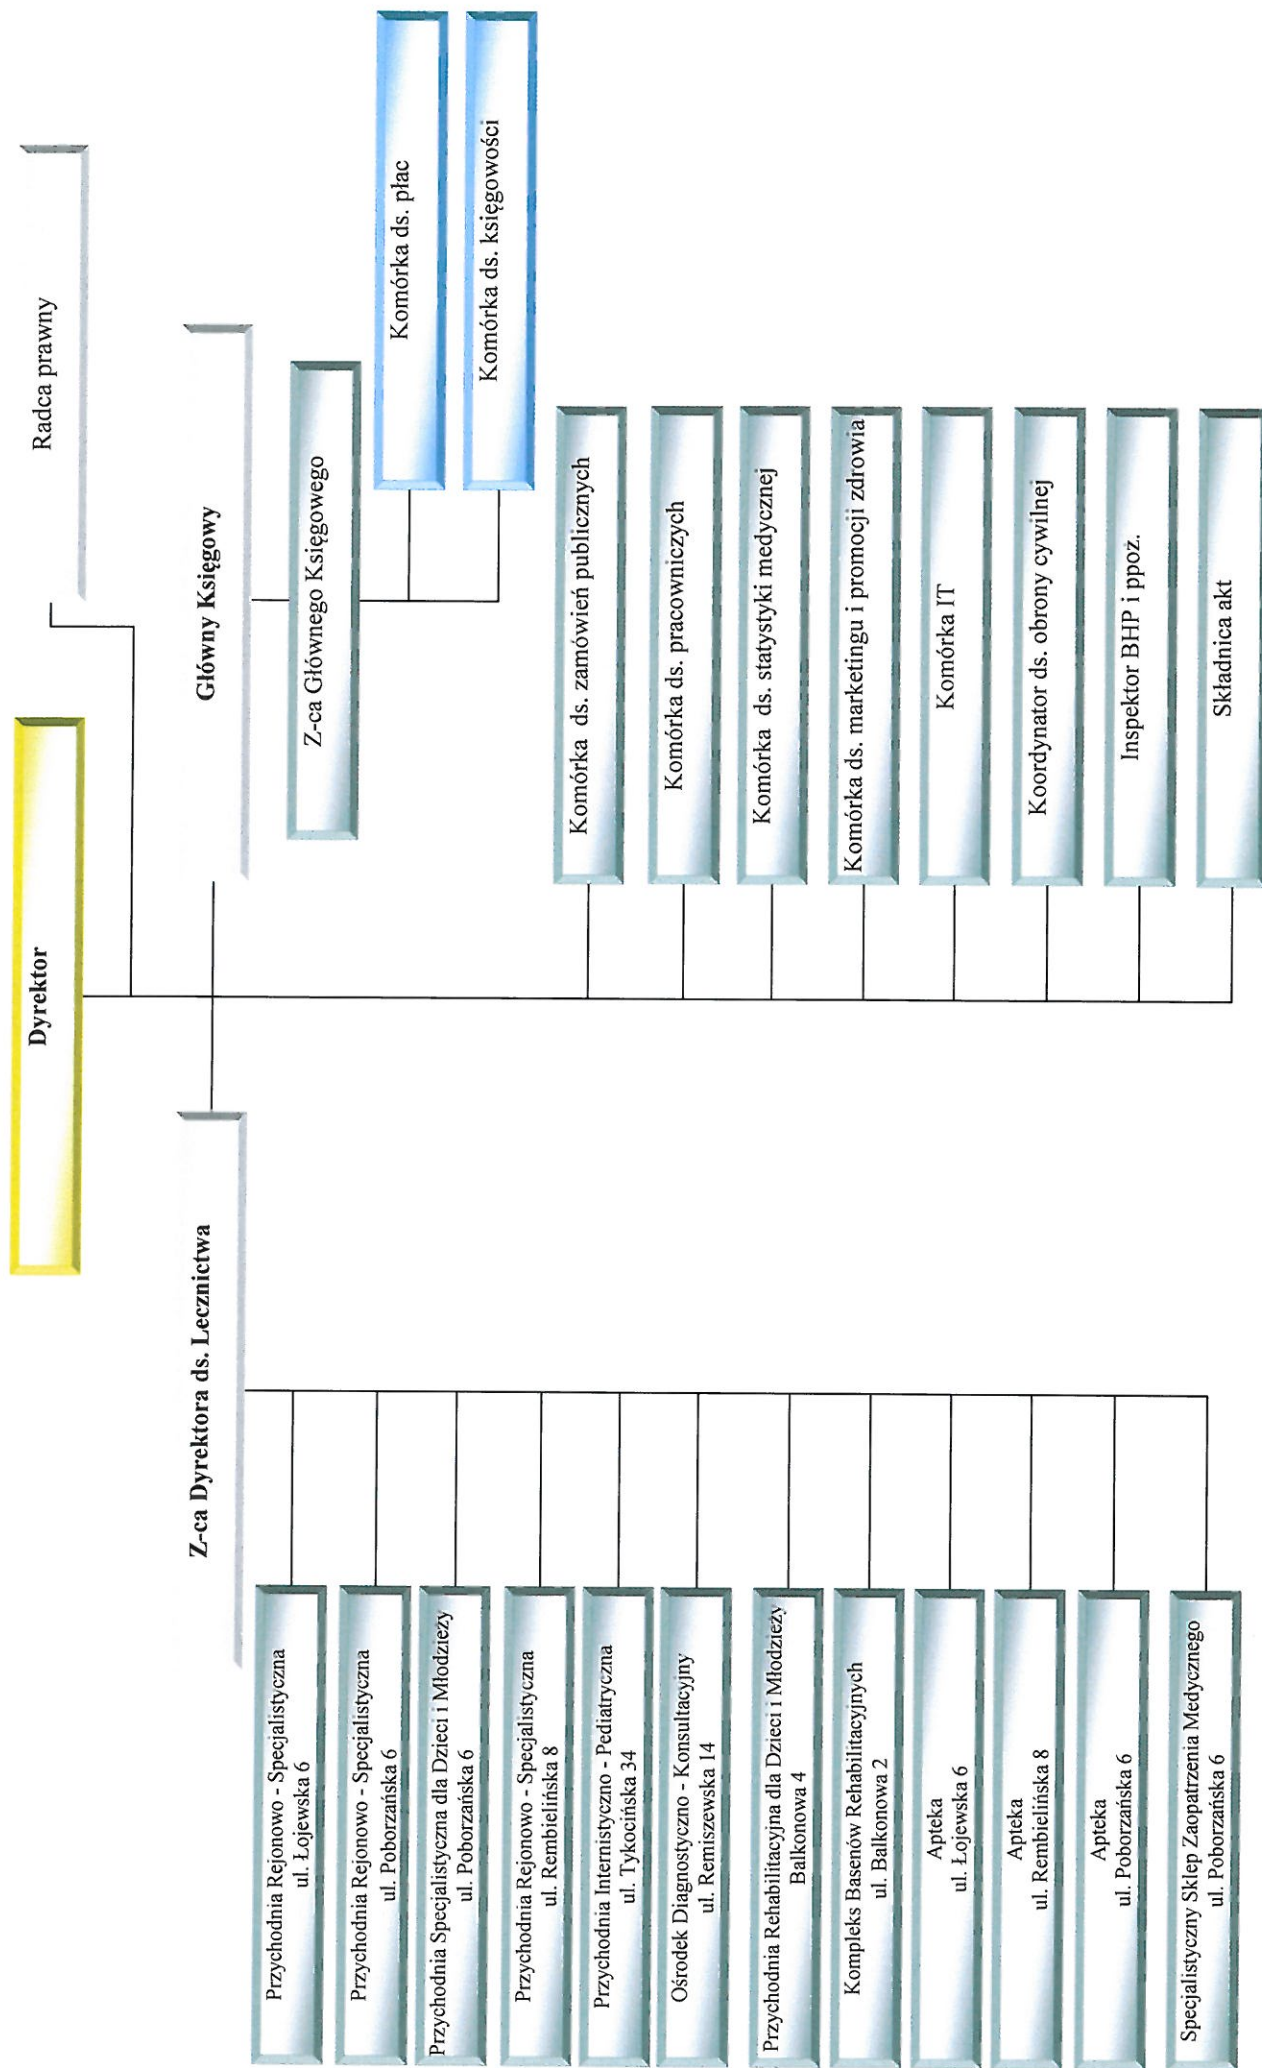 Dyrektor
Radca prawny
Z-ca Dyrektora ds. Lecznictwa
Główny Księgowy
Przychodnia Rejonowo - Specjalistyczna
ul. Łojewska 6
Przychodnia Rejonowo - Specjalistyczna
ul. Poborzańska 6
Przychodnia Specjalistyczna dla Dzieci i Młodzieży
ul. Poborzańska 6
Przychodnia Rejonowo - Specjalistyczna
ul. Rembielińska 8
Przychodnia Internistyczno - Pediatryczna
ul. Tykocińska 34
Ośrodek Diagnostyczno - Konsultacyjny
ul. Remiszewska 14
Przychodnia Rehabilitacyjna dla Dzieci i Młodzieży
Balkonowa 4
Kompleks Basenów Rehabilitacyjnych
ul. Balkonowa 2
Apteka
ul. Łojewska 6
Apteka
ul. Rembielińska 8
Apteka
ul. Poborzańska 6
Specjalistyczny Sklep Zaopatrzenia Medycznego
ul. Poborzańska 6
Z-ca Głównego Księgowego
Komórka ds. płac
Komórka ds. księgowości
Komórka ds. zamówień publicznych
Komórka ds. pracowniczych
Komórka ds. statystyki medycznej
Komórka ds. marketingu i promocji zdrowia
Komórka IT
Koordynator ds. obrony cywilnej
Inspektor BHP i ppoż.
Składnica akt